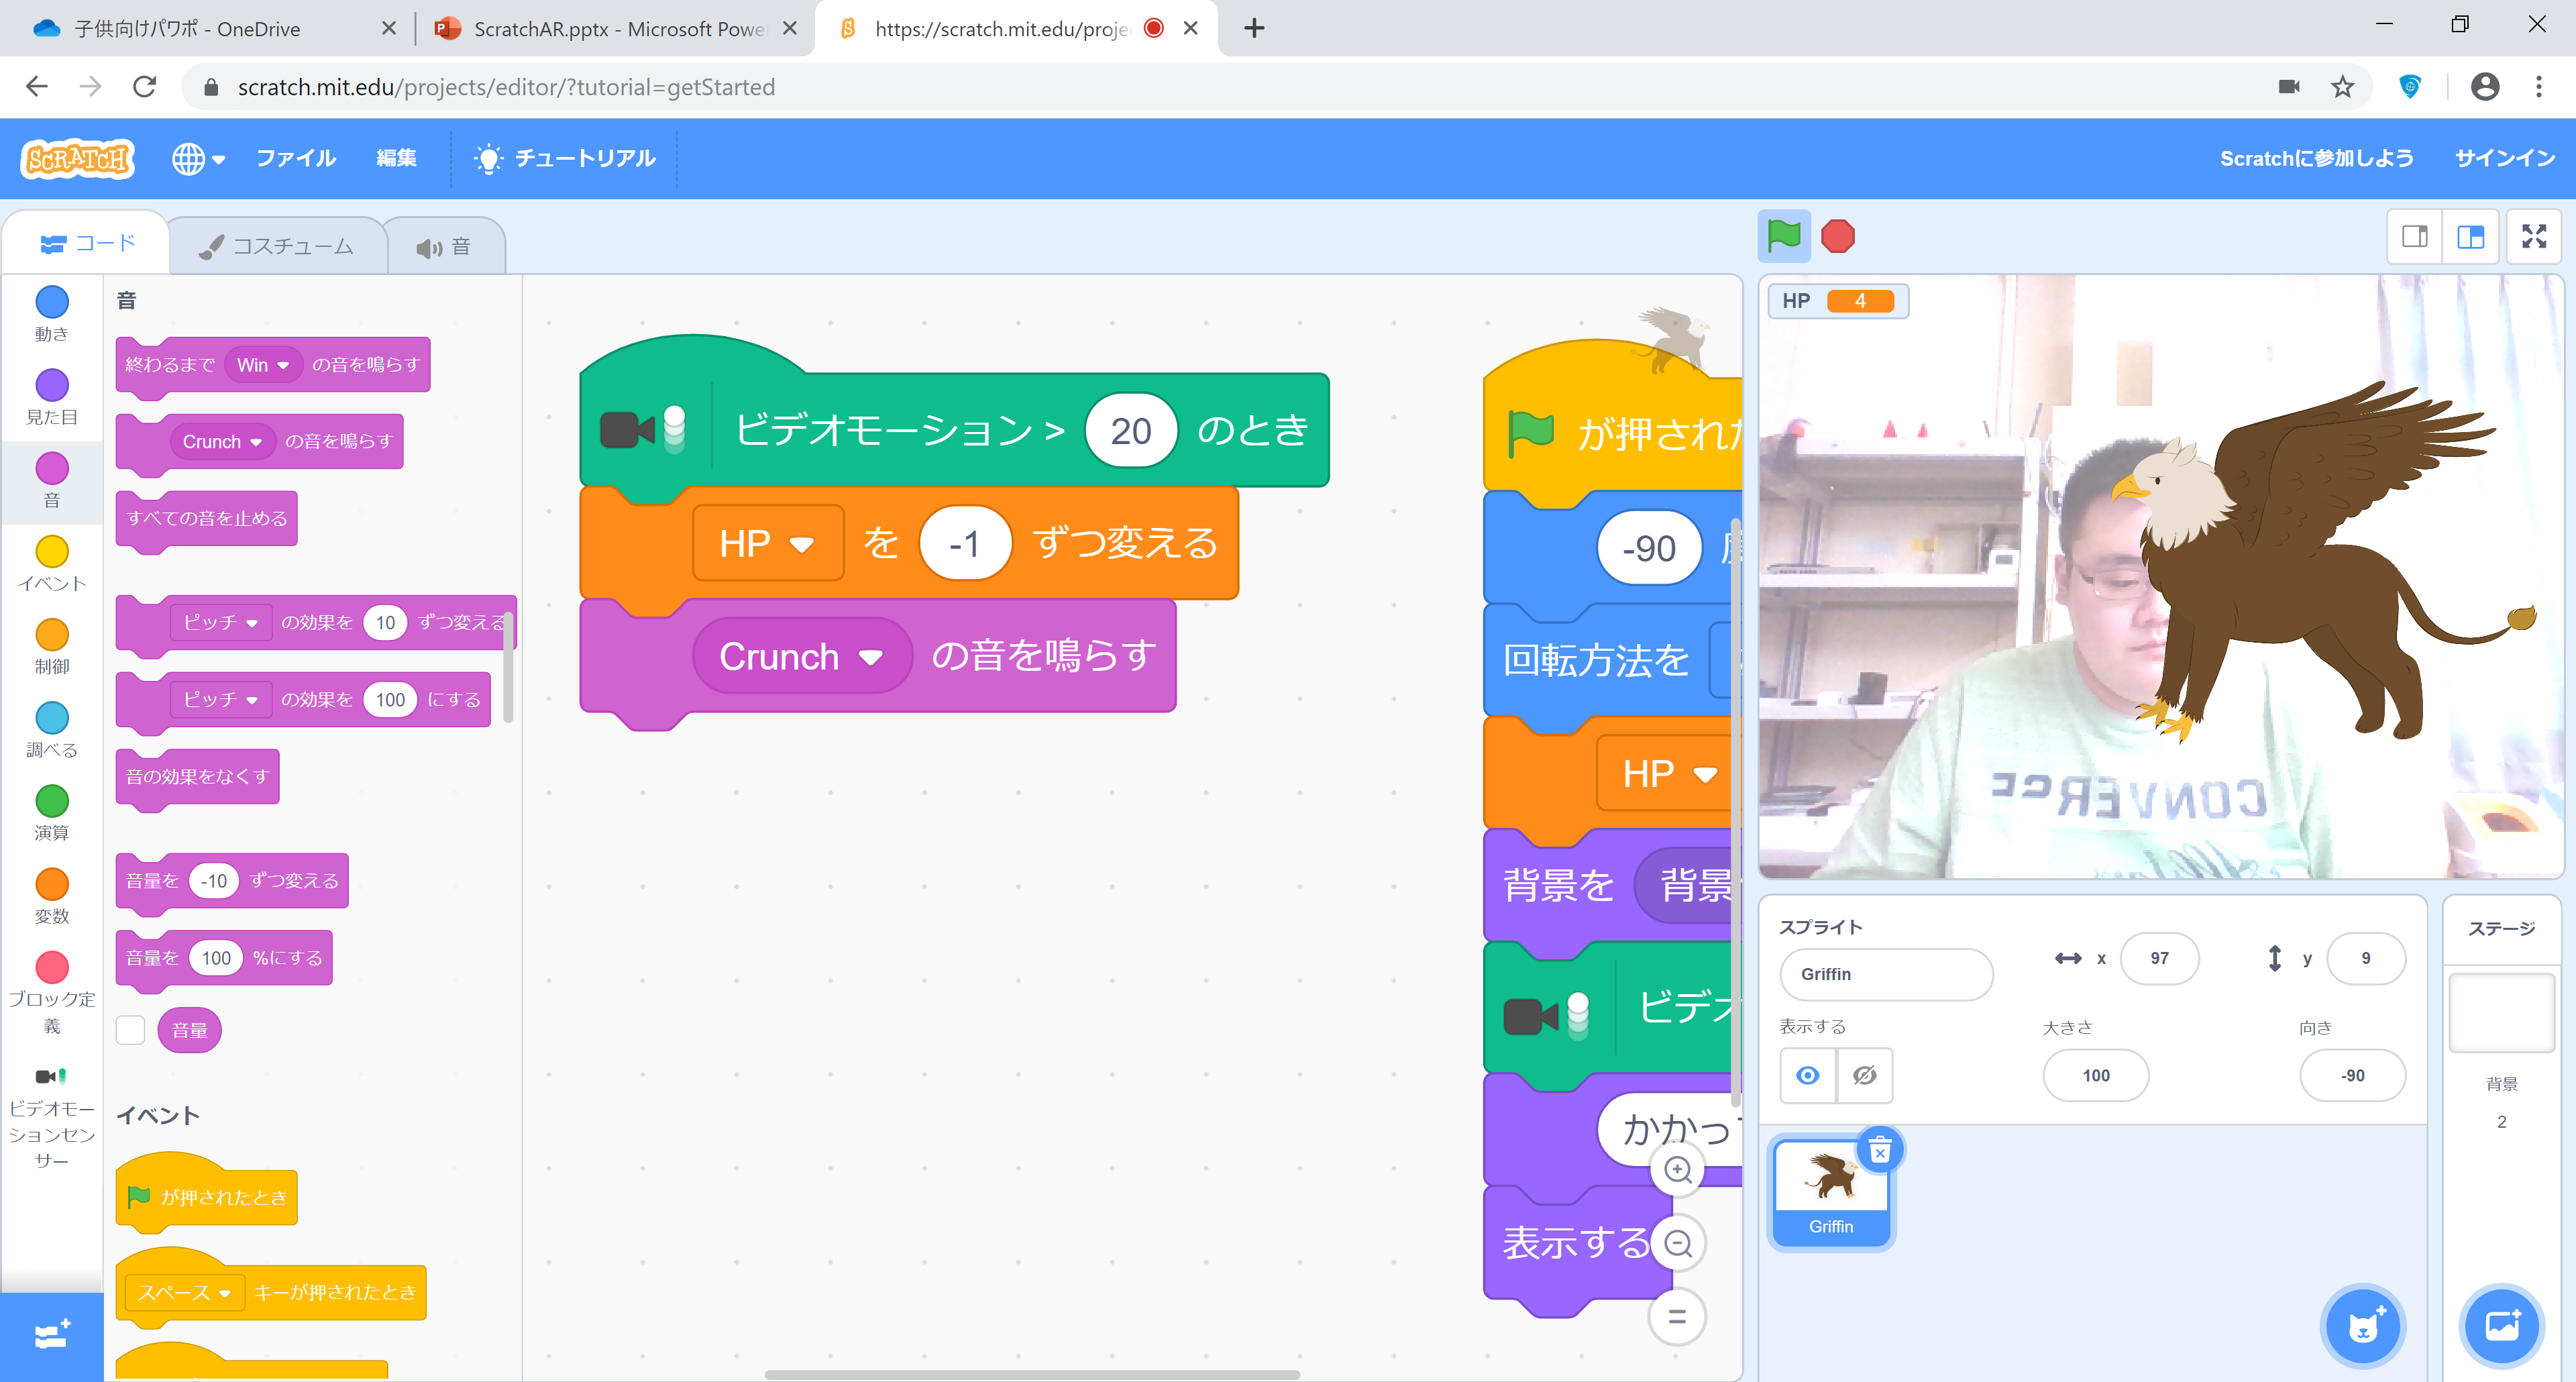 子供向けパワポ - OneDrive
ScratchAR.pptx - Microsoft Powe
https://scratch.mit.edu/proje
scratch.mit.edu/projects/editor/?tutorial=getStarted
SCRATCH
ファイル
編集
チュートリアル
Scratchに参加しよう
サインイン
コード
コスチューム
音
動き
見た目
音
イベント
制御
調べる
演算
変数
ブロック定
義
ビデオモー
ションセン
サー
音
終わるまで Win の音を鳴らす
Crunch の音を鳴らす
すべての音を止める
ピッチ の効果を 10 ずつ変える
ピッチ の効果を 100 にする
音の効果をなくす
音量を -10 ずつ変える
音量を 100 %にする
音量
イベント
が押されたとき
スペース キーが押されたとき
ビデオモーション > 20 のとき
HP を -1 ずつ変える
Crunch の音を鳴らす
が押された
-90
回転方法を
HP
背景を 背景
ビデオ
かかっ
表示する
HP 4
CONVERGE
スプライト
Griffin
x 97
y 9
表示する
大きさ
100
向き
-90
Griffin
ステージ
背景
2